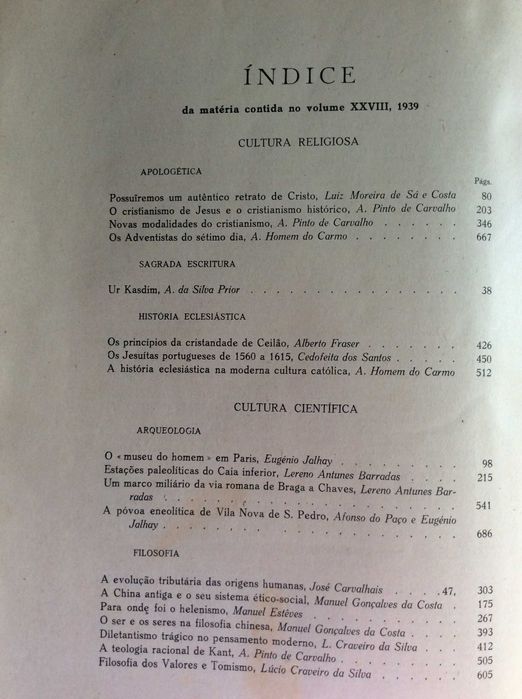 ÍNDICE
da matéria contida no volume XXVIII, 1939
CULTURA RELIGIOSA
APOLOGÉTICA
Págs.
Possuïremos um autêntico retrato de Cristo, Luiz Moreira de Sá e Costa 80
O cristianismo de Jesus e o cristianismo histórico, A. Pinto de Carvalho 203
Novas modalidades do cristianismo, A. Pinto de Carvalho . . . . . . 346
Os Adventistas do sétimo dia, A. Homem do Carmo . . . . . . . . 667
SAGRADA ESCRITURA
Ur Kasdim, A. da Silva Prior . . . . . . . . . . . . . . . . 38
HISTÓRIA ECLESIÁSTICA
Os princípios da cristandade de Ceilão, Alberto Fraser . . . . . . . 426
Os Jesuítas portugueses de 1560 a 1615, Cedofeita dos Santos . . . . . 450
A história eclesiástica na moderna cultura católica, A. Homem do Carmo 512
CULTURA CIENTÍFICA
ARQUEOLOGIA
O «museu do homem» em Paris, Eugénio Jalhay . . . . . . . . . 98
Estações paleolíticas do Caia inferior, Lereno Antunes Barradas . . . . 215
Um marco miliário da via romana de Braga a Chaves, Lereno Antunes Bar-
radas . . . . . . . . . . . . . . . . . . . . . 541
A póvoa eneolítica de Vila Nova de S. Pedro, Afonso do Paço e Eugénio
Jalhay . . . . . . . . . . . . . . . . . . . . . 686
FILOSOFIA
A evolução tributária das origens humanas, José Carvalhais . . . . 47, 303
A China antiga e o seu sistema ético-social, Manuel Gonçalves da Costa . 175
Para onde foi o helenismo, Manuel Estêves . . . . . . . . . . 267
O ser e os seres na filosofia chinesa, Manuel Gonçalves da Costa . . . 393
Diletantismo trágico no pensamento moderno, L. Craveiro da Silva . . 412
A teologia racional de Kant, A. Pinto de Carvalho . . . . . . . . 505
Filosofia dos Valores e Tomismo, Lúcio Craveiro da Silva . . . . . . 605